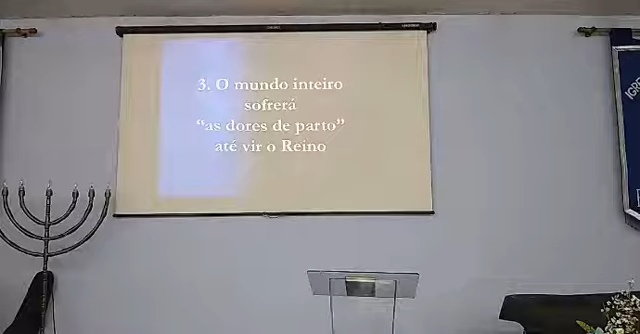 3. O mundo inteiro
sofrerá
“as dores de parto”
até vir o Reino